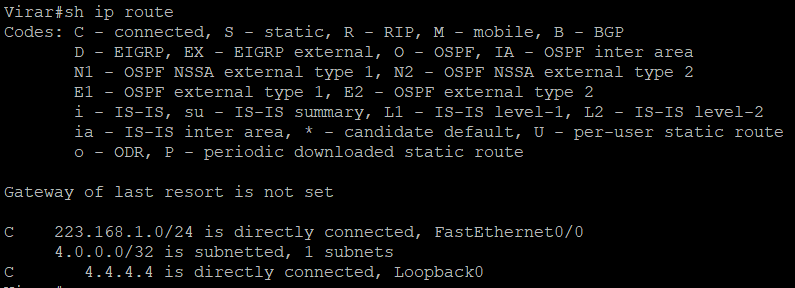 Virar#sh ip route
Codes: C - connected, S - static, R - RIP, M - mobile, B - BGP
       D - EIGRP, EX - EIGRP external, O - OSPF, IA - OSPF inter area
       N1 - OSPF NSSA external type 1, N2 - OSPF NSSA external type 2
       E1 - OSPF external type 1, E2 - OSPF external type 2
       i - IS-IS, su - IS-IS summary, L1 - IS-IS level-1, L2 - IS-IS level-2
       ia - IS-IS inter area, * - candidate default, U - per-user static route
       o - ODR, P - periodic downloaded static route
Gateway of last resort is not set
C    223.168.1.0/24 is directly connected, FastEthernet0/0
     4.0.0.0/32 is subnetted, 1 subnets
C       4.4.4.4 is directly connected, Loopback0